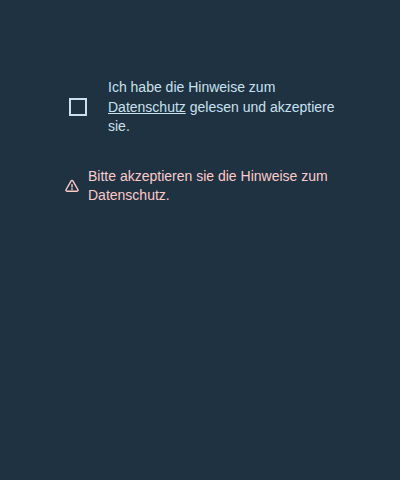 Ich habe die Hinweise zum
Datenschutz gelesen und akzeptiere
sie.
Bitte akzeptieren sie die Hinweise zum
Datenschutz.